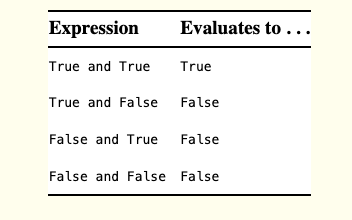 Expression Evaluates to . . .
True and True True
True and False False
False and True False
False and False False